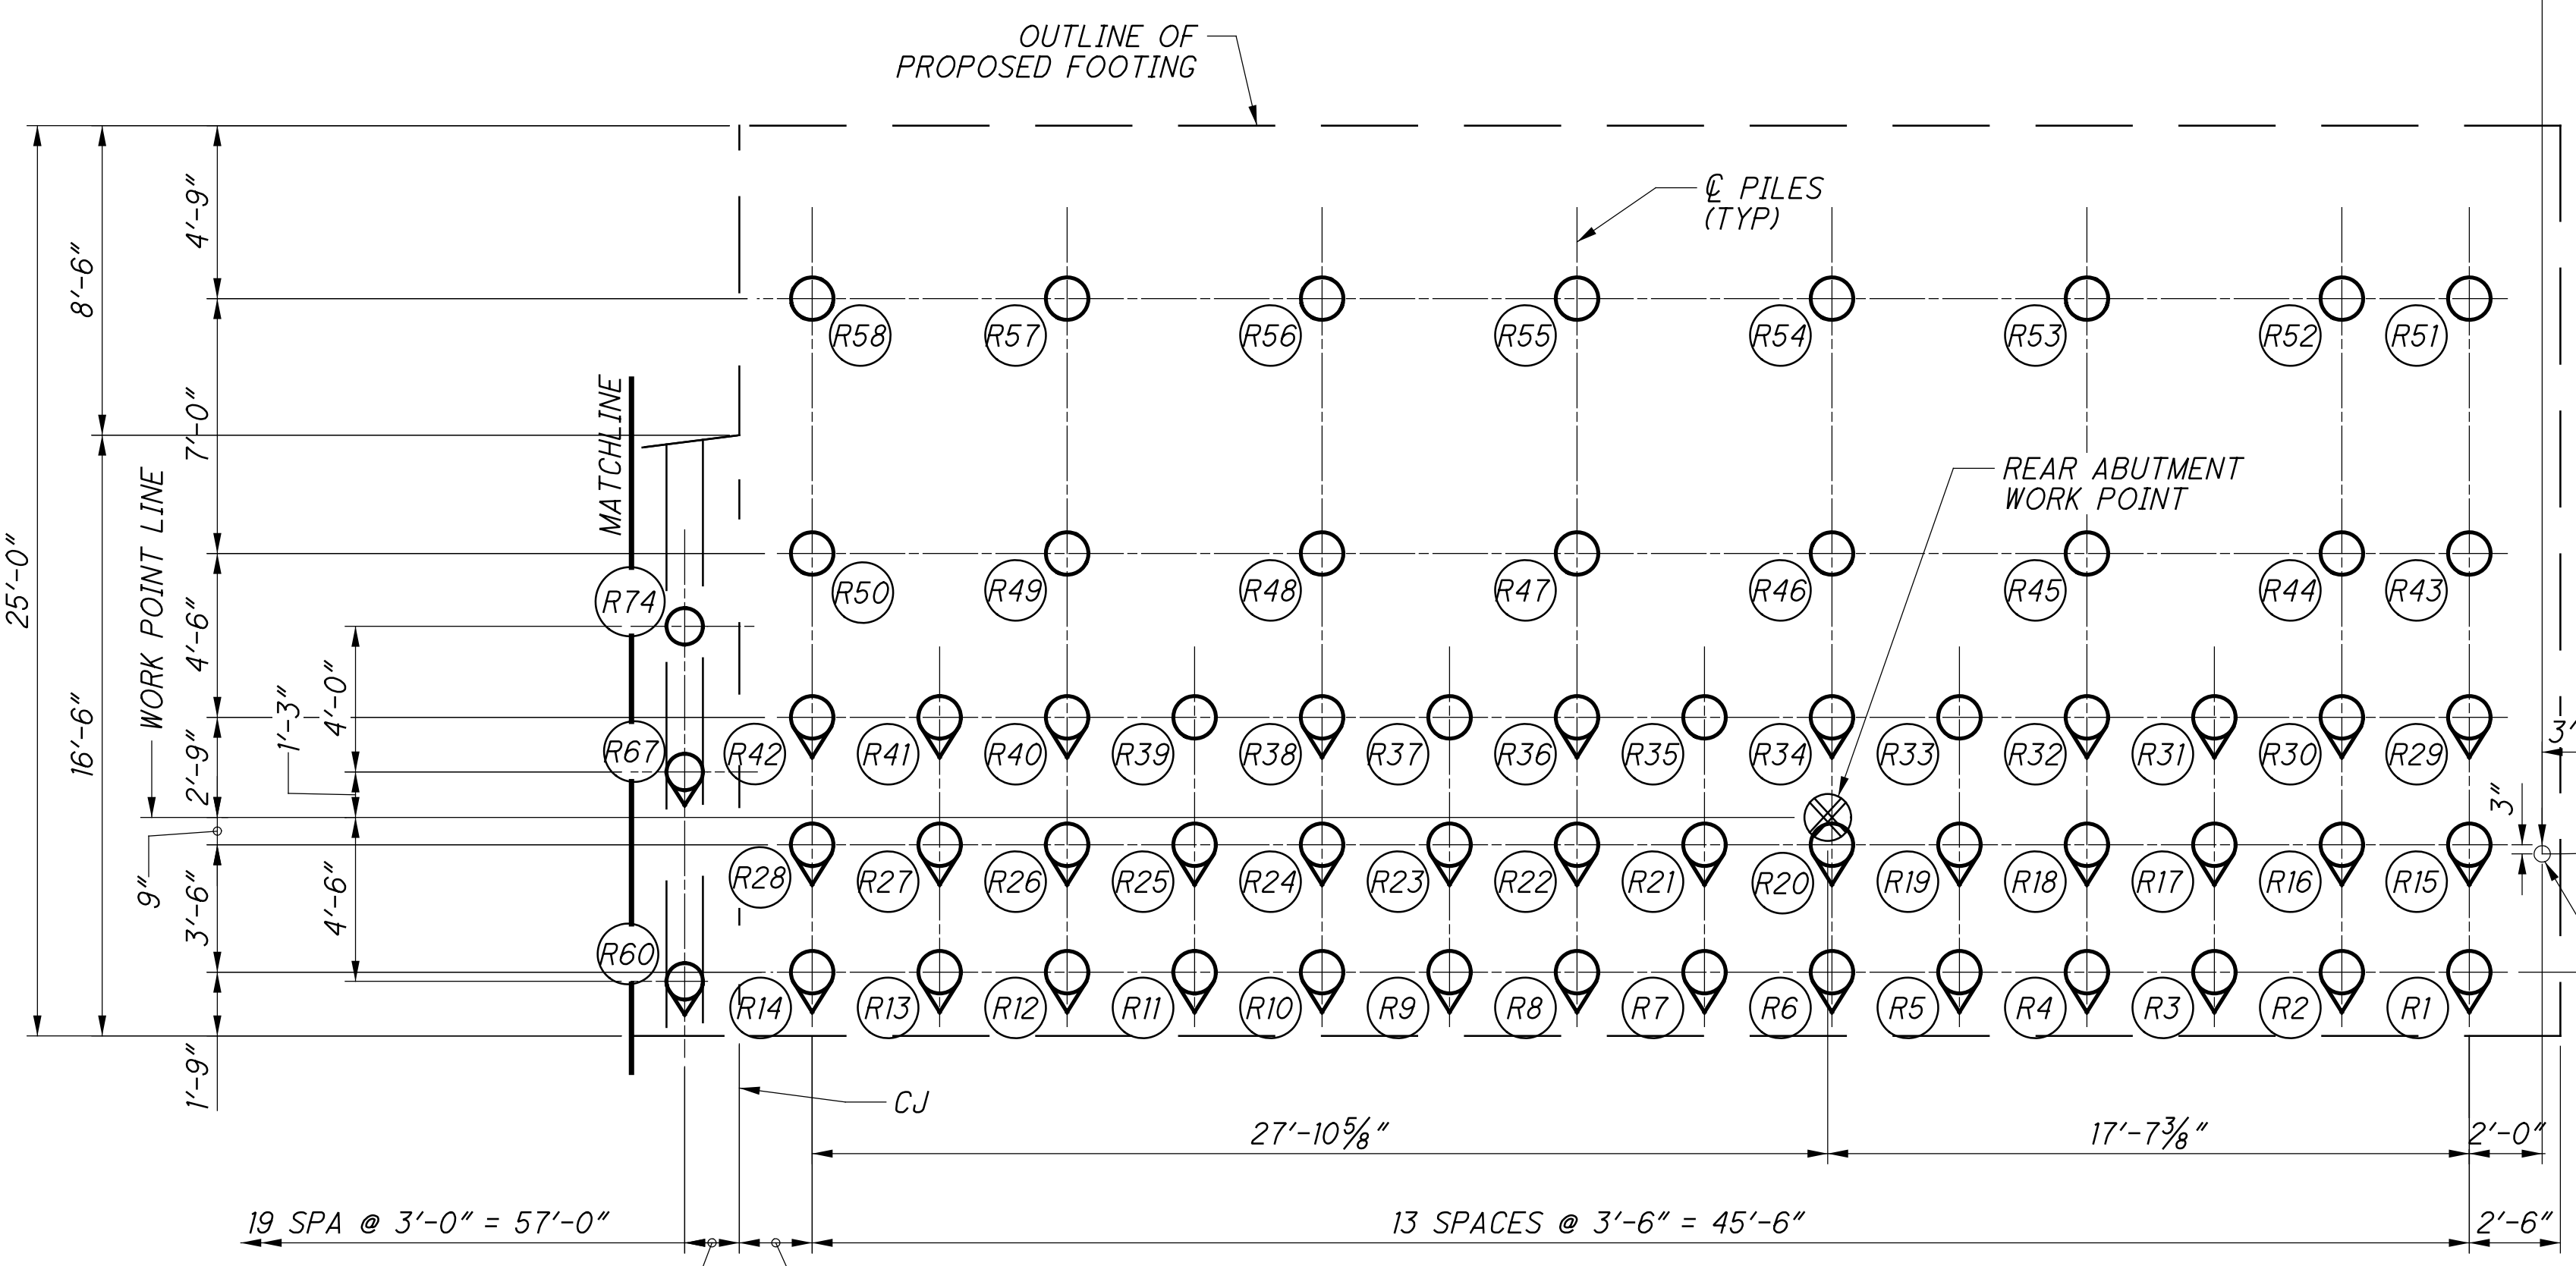 OUTLINE OF
PROPOSED FOOTING
℄ PILES
(TYP)
4'-9"
8'-6"
7'-0"
25'-0"
16'-6"
WORK POINT LINE
4'-6"
2'-9"
9"
3'-6"
1'-9"
1'-3"
4'-0"
4'-6"
MATCHLINE
R58
R57
R56
R55
R54
R53
R52
R51
REAR ABUTMENT
WORK POINT
R74
R50
R49
R48
R47
R46
R45
R44
R43
R67
R42
R41
R40
R39
R38
R37
R36
R35
R34
R33
R32
R31
R30
R29
3'
3"
R28
R27
R26
R25
R24
R23
R22
R21
R20
R19
R18
R17
R16
R15
R60
R14
R13
R12
R11
R10
R9
R8
R7
R6
R5
R4
R3
R2
R1
CJ
27'-10⅝"
17'-7⅜"
2'-0"
19 SPA @ 3'-0" = 57'-0"
13 SPACES @ 3'-6" = 45'-6"
2'-6"